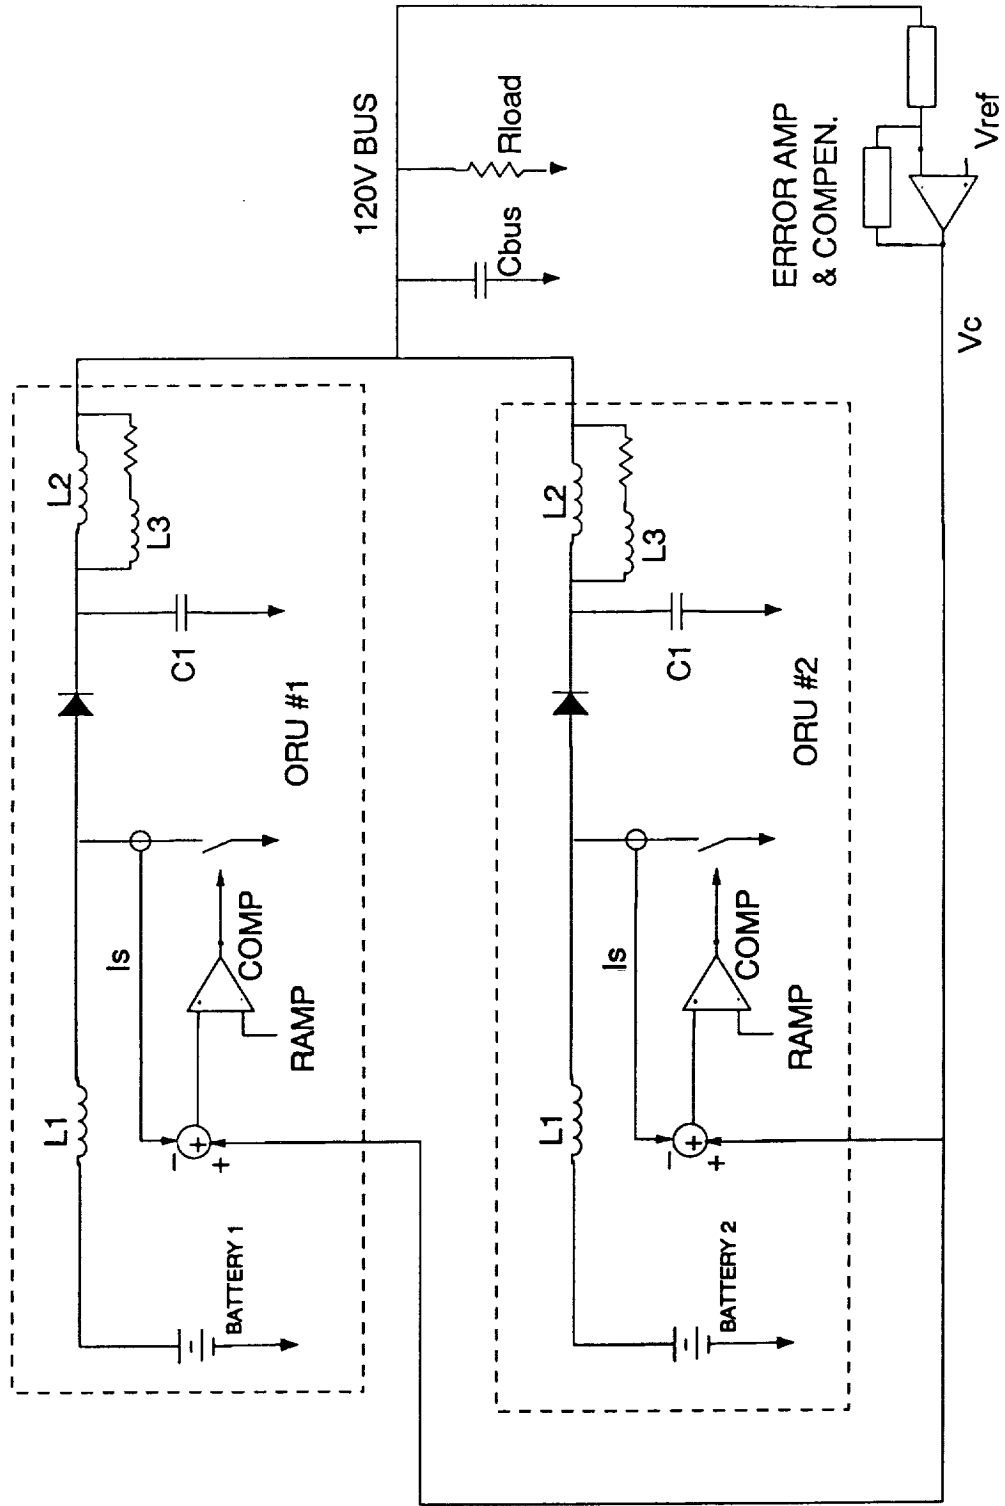 L1
L2
L3
Is
C1
COMP
RAMP
−
+
+
BATTERY 1
ORU #1
120V BUS
Cbus
Rload
L1
L2
L3
Is
C1
COMP
RAMP
−
+
+
BATTERY 2
ORU #2
ERROR AMP
& COMPEN.
Vc
Vref